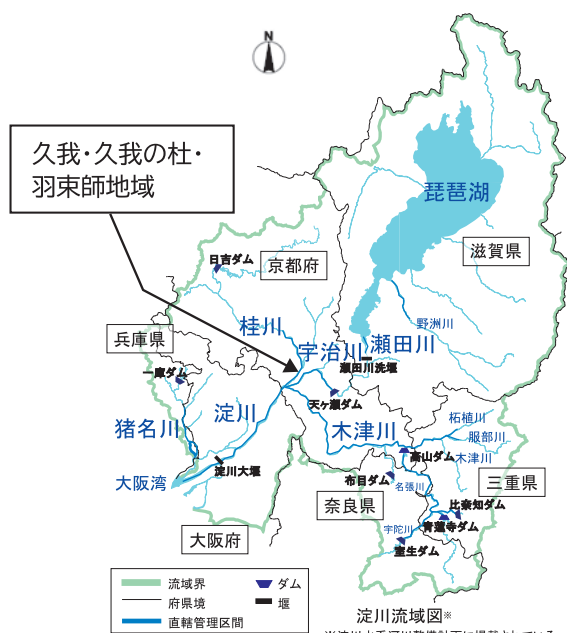 N
久我・久我の杜・
羽束師地域
琵琶湖
滋賀県
日吉ダム
京都府
野洲川
桂川
兵庫県
宇治川
瀬田川
瀬田川洗堰
一庫ダム
天ヶ瀬ダム
淀川
猪名川
木津川
柘植川
服部川
木津川
高山ダム
淀川大堰
大阪湾
布目ダム
名張川
三重県
奈良県
比奈知ダム
青蓮寺ダム
宇陀川
室生ダム
大阪府
流域界
ダム
府県境
堰
直轄管理区間
淀川流域図※